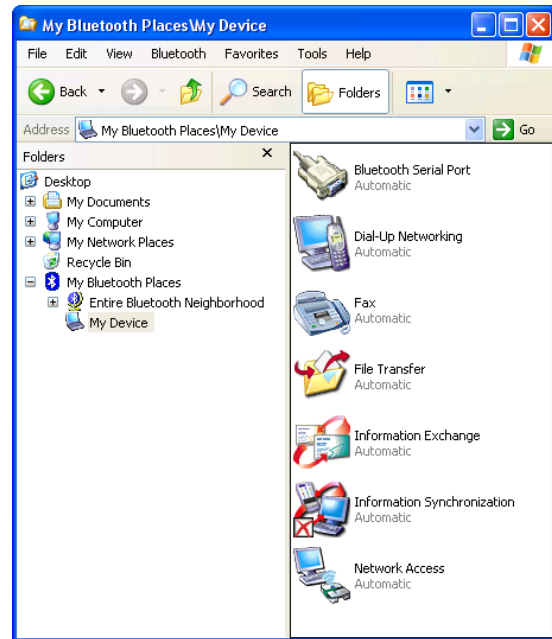 My Bluetooth Places\My Device
File Edit View Bluetooth Favorites Tools Help
Back Search Folders
Address My Bluetooth Places\My Device Go
Folders
Desktop
My Documents
My Computer
My Network Places
Recycle Bin
My Bluetooth Places
Entire Bluetooth Neighborhood
My Device
Bluetooth Serial Port
Automatic
Dial-Up Networking
Automatic
Fax
Automatic
File Transfer
Automatic
Information Exchange
Automatic
Information Synchronization
Automatic
Network Access
Automatic